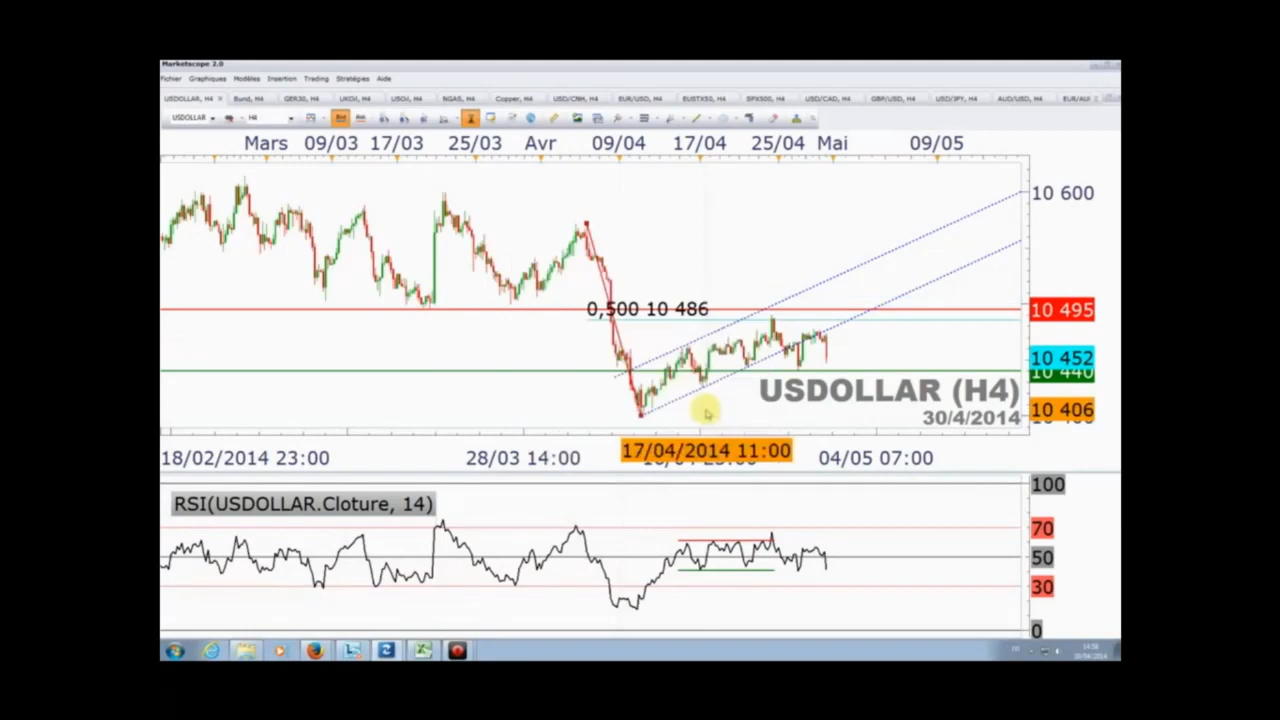 Marketscope 2.0
Fichier Graphiques Modèles Insertion Trading Stratégies Aide
USDOLLAR, H4 Bund, H4 GER30, H4 UKOil, H4 USOil, H4 NGAS, H4 Copper, H4 USD/CNH, H4 EUR/USD, H4 EUSTX50, H4 SPX500, H4 USD/CAD, H4 GBP/USD, H4 USD/JPY, H4 AUD/USD, H4 EUR/AU
USDOLLAR H4
Mars 09/03 17/03 25/03 Avr 09/04 17/04 25/04 Mai 09/05
10 600
0,500 10 486
10 495
10 452
10 440
USDOLLAR (H4)
10 406
30/4/2014
17/04/2014 11:00
18/02/2014 23:00 28/03 14:00 04/05 07:00
100
RSI(USDOLLAR.Cloture, 14)
70
50
30
0